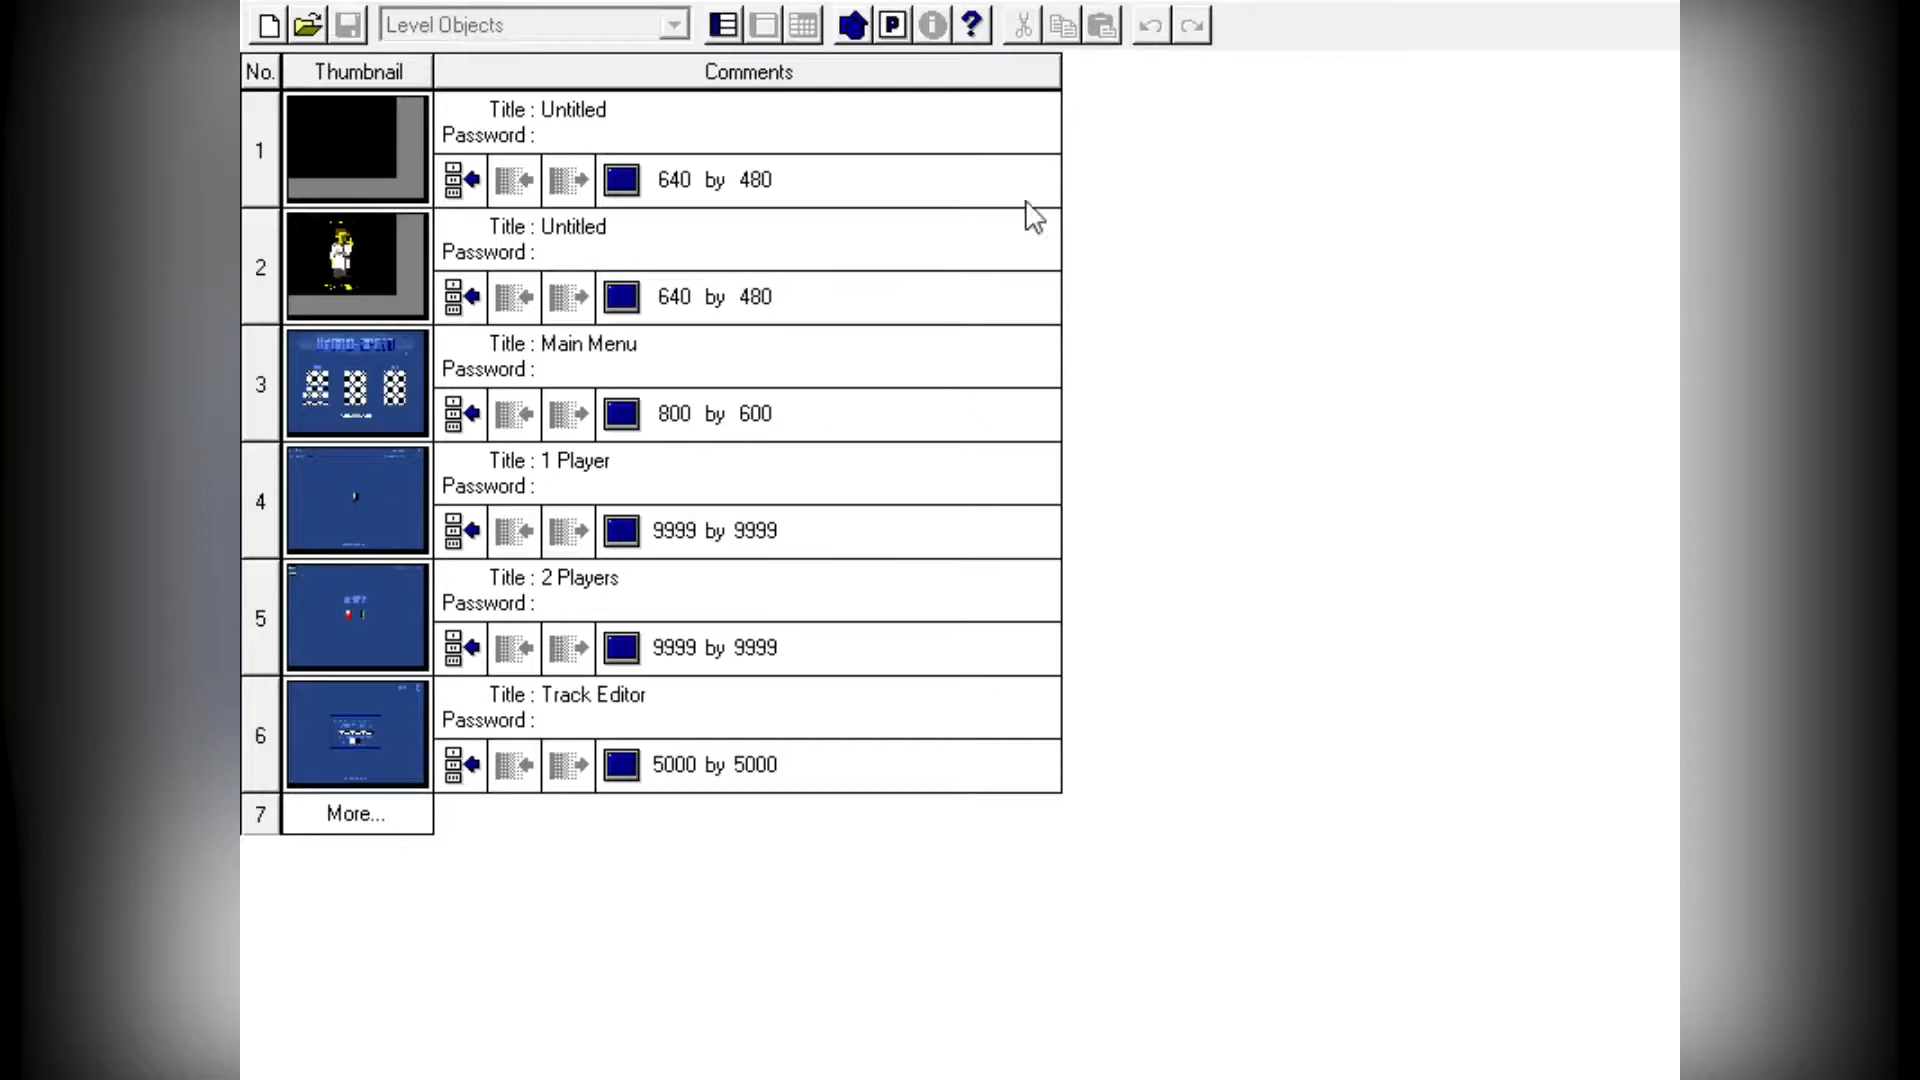 Level Objects
No. Thumbnail Comments
1
Title : Untitled
Password :
640 by 480
2
Title : Untitled
Password :
640 by 480
3
Title : Main Menu
Password :
800 by 600
4
Title : 1 Player
Password :
9999 by 9999
5
Title : 2 Players
Password :
9999 by 9999
6
Title : Track Editor
Password :
5000 by 5000
7 More...